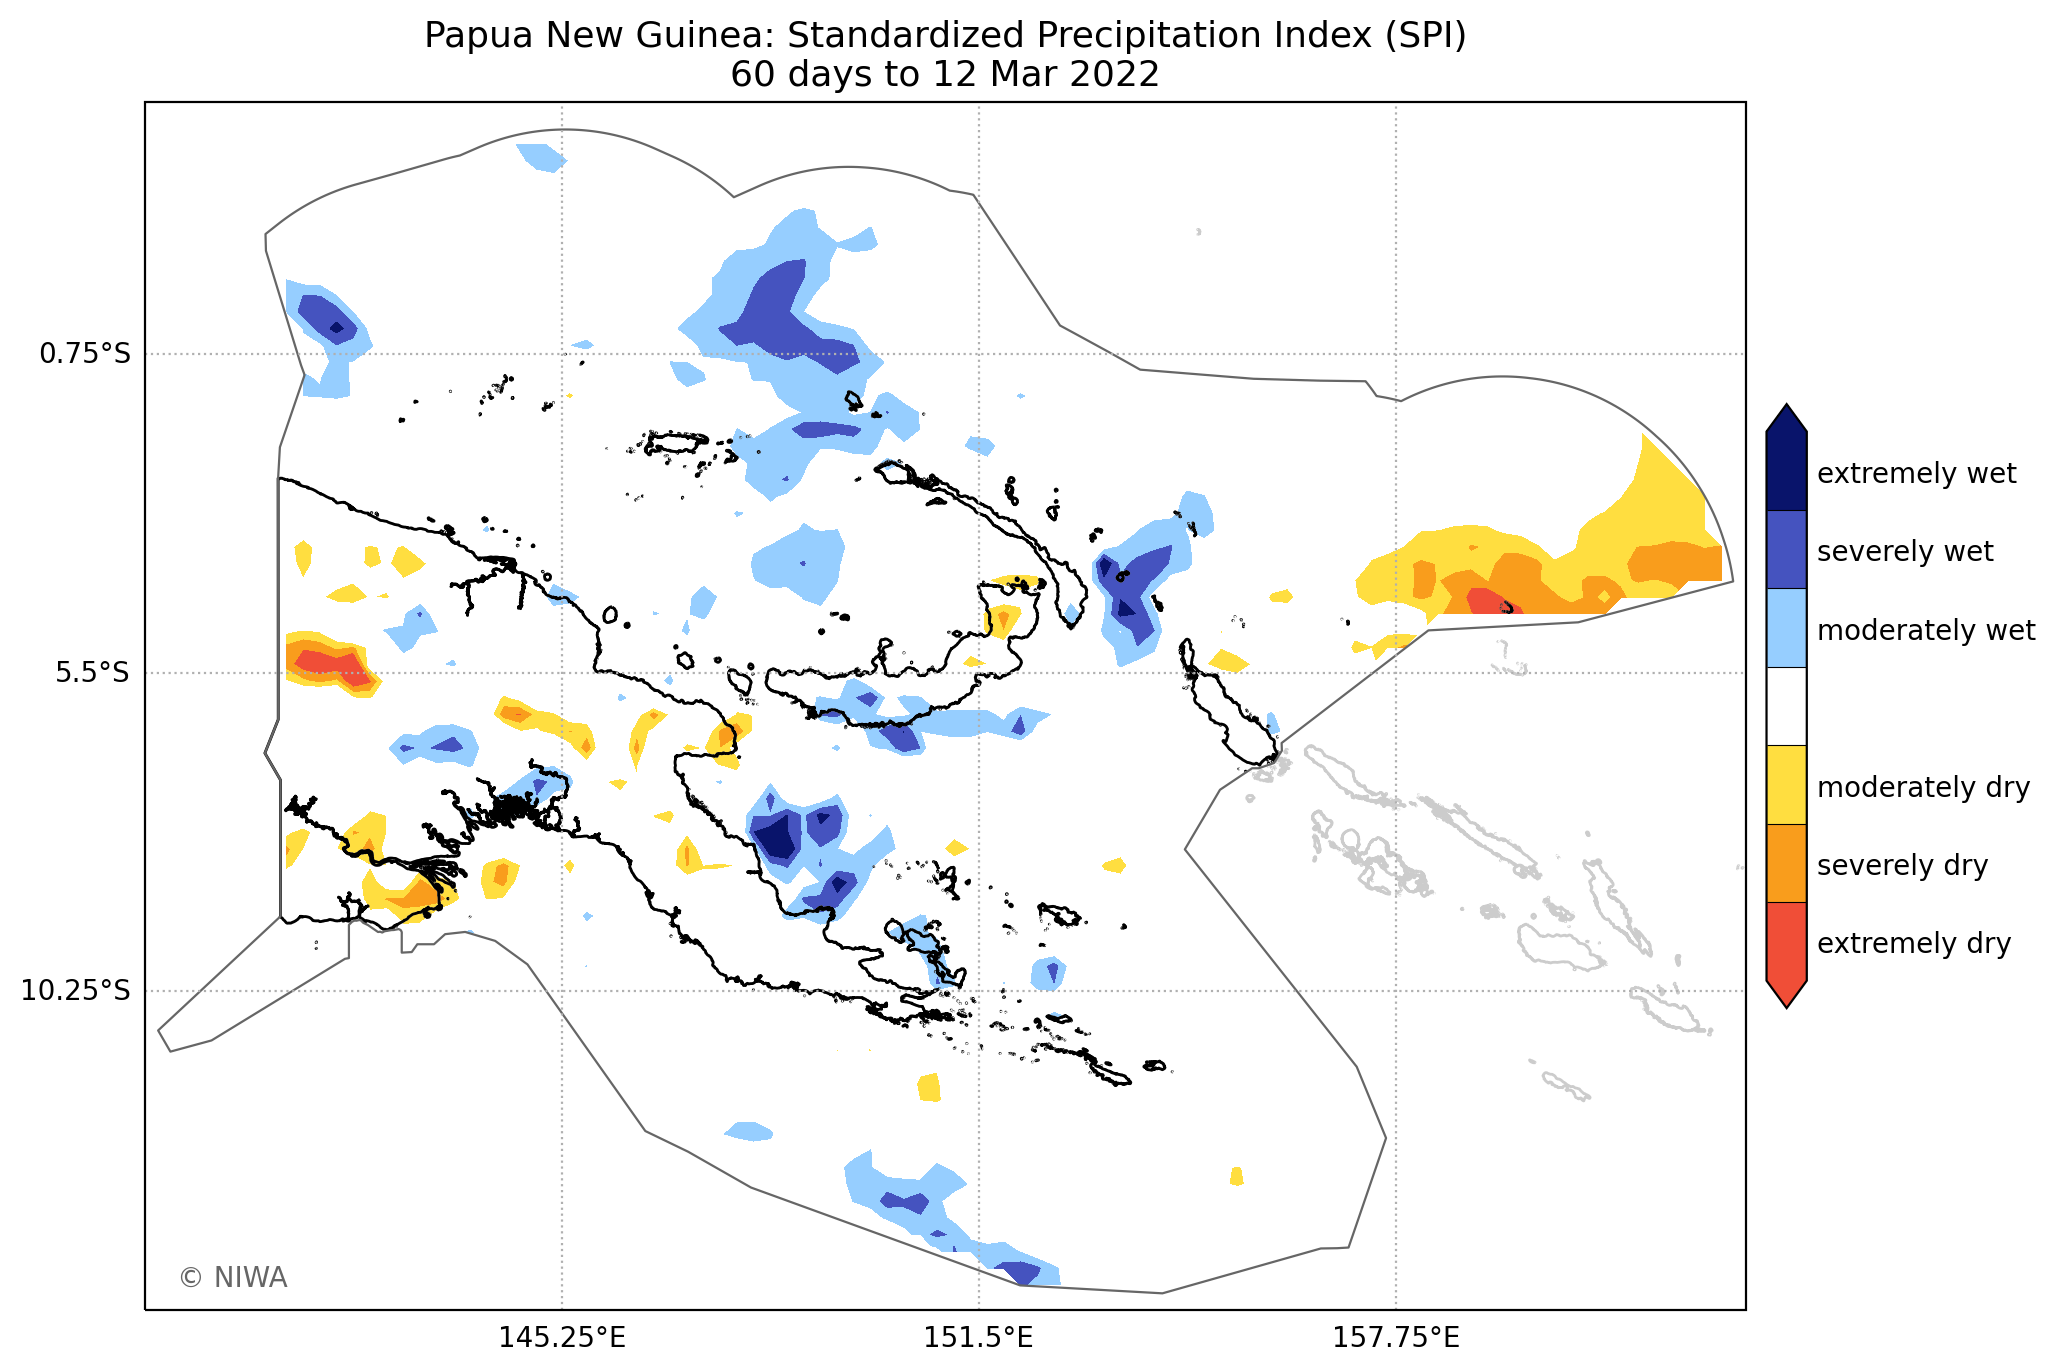 Papua New Guinea: Standardized Precipitation Index (SPI)
60 days to 12 Mar 2022
0.75°S
5.5°S
10.25°S
145.25°E
151.5°E
157.75°E
extremely wet
severely wet
moderately wet
moderately dry
severely dry
extremely dry
© NIWA